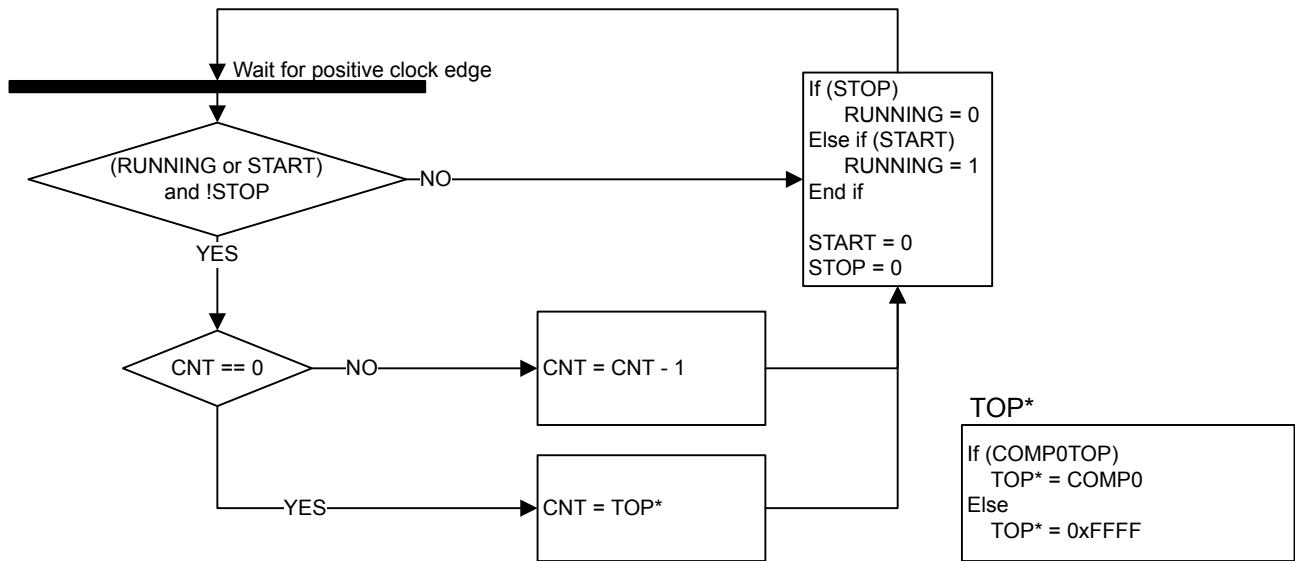 Wait for positive clock edge
(RUNNING or START)
and !STOP
NO
YES
If (STOP)
RUNNING = 0
Else if (START)
RUNNING = 1
End if
START = 0
STOP = 0
CNT == 0
NO
CNT = CNT - 1
YES
CNT = TOP*
TOP*
If (COMP0TOP)
TOP* = COMP0
Else
TOP* = 0xFFFF